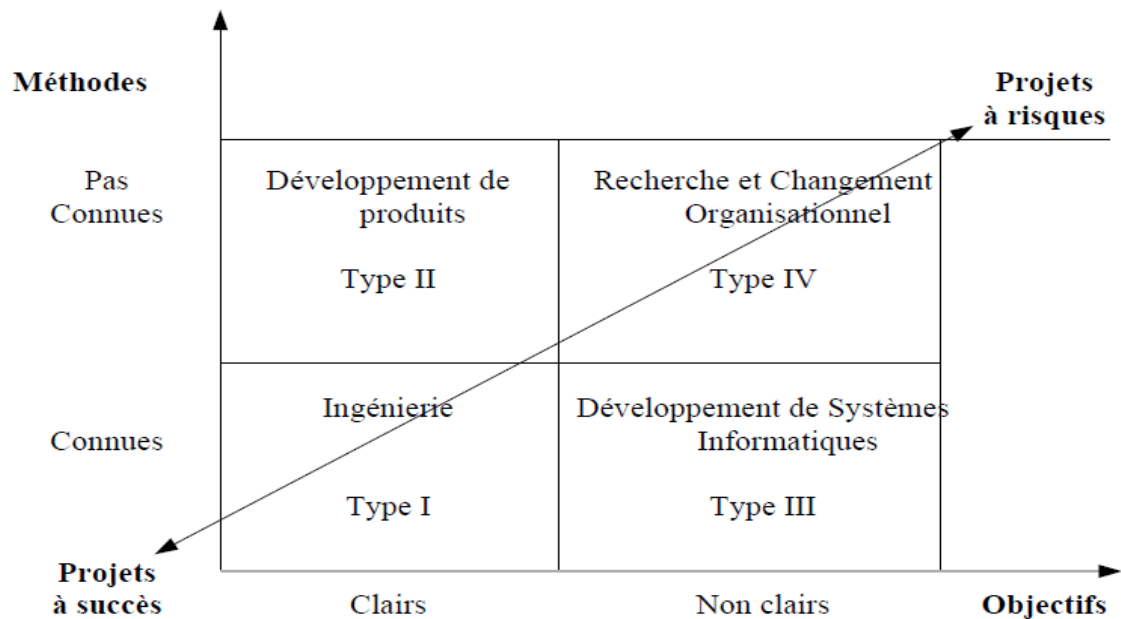 Méthodes
Projets
à risques
Pas
Connues
Développement de
produits
Type II
Recherche et Changement
Organisationnel
Type IV
Connues
Ingénierie
Type I
Développement de Systèmes
Informatiques
Type III
Projets
à succès
Clairs
Non clairs
Objectifs